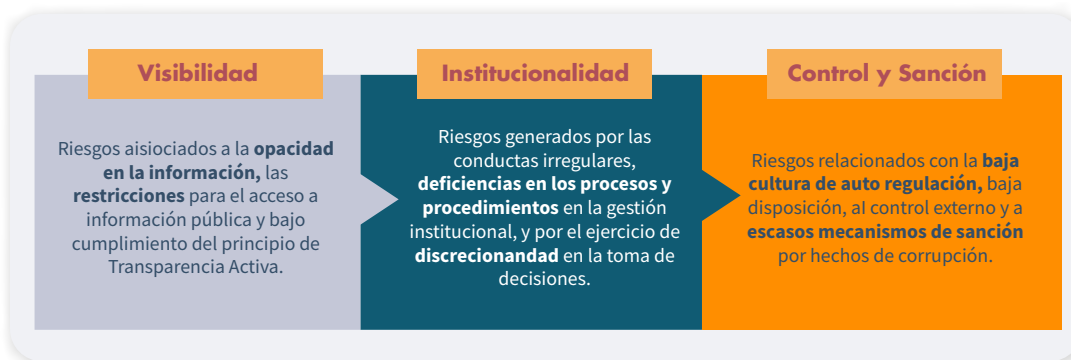 Visibilidad
Riesgos aisiociados a la opacidad
en la información, las
restricciones para el acceso a
información pública y bajo
cumplimiento del principio de
Transparencia Activa.
Institucionalidad
Riesgos generados por las
conductas irregulares,
deficiencias en los procesos y
procedimientos en la gestión
institucional, y por el ejercicio de
discrecionandad en la toma de
decisiones.
Control y Sanción
Riesgos relacionados con la baja
cultura de auto regulación, baja
disposición, al control externo y a
escasos mecanismos de sanción
por hechos de corrupción.